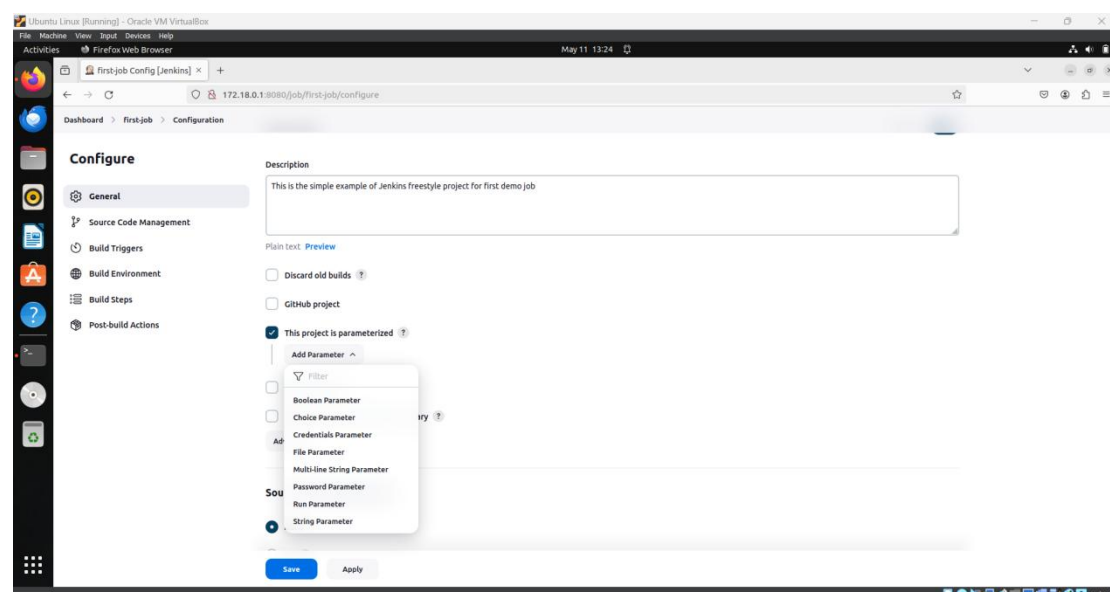 Ubuntu Linux [Running] - Oracle VM VirtualBox
File Machine View Input Devices Help
Activities Firefox Web Browser May 11 13:24
first-job Config [Jenkins]
172.18.0.1:8080/job/first-job/configure
Dashboard > first-job > Configuration
Configure
General
Source Code Management
Build Triggers
Build Environment
Build Steps
Post-build Actions
Description
This is the simple example of Jenkins freestyle project for first demo job
Plain text Preview
Discard old builds ?
GitHub project
This project is parameterized ?
Add Parameter
Filter
Boolean Parameter
Choice Parameter
ary ?
Credentials Parameter
Ad
File Parameter
Multi-line String Parameter
Password Parameter
Sou
Run Parameter
String Parameter
Save Apply